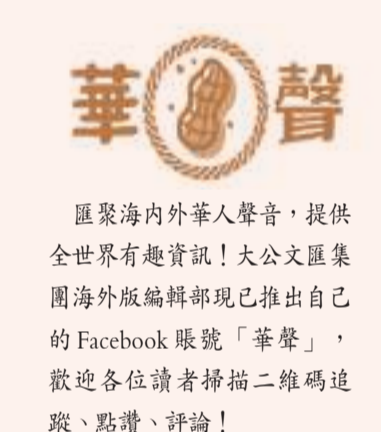 華聲
匯聚海內外華人聲音，提供
全世界有趣資訊！大公文匯集
團海外版編輯部現已推出自己
的 Facebook 賬號「華聲」，
歡迎各位讀者掃描二維碼追
蹤、點讚、評論！